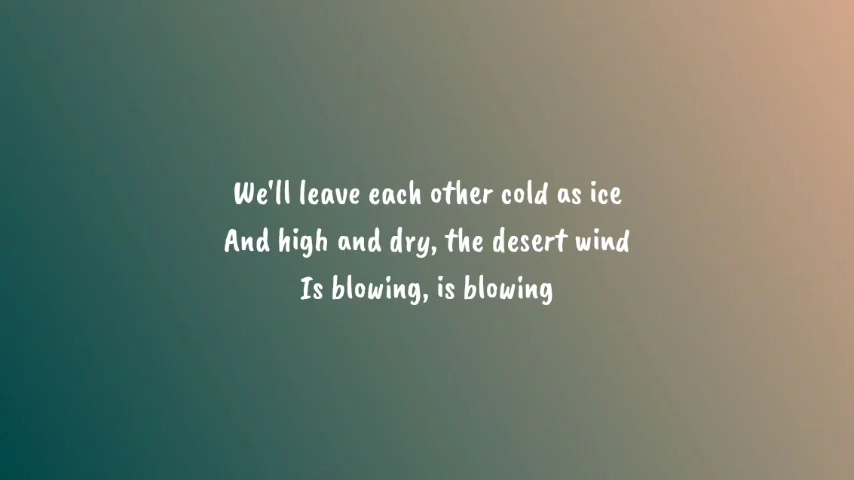 We'll leave each other cold as ice
And high and dry, the desert wind
Is blowing, is blowing